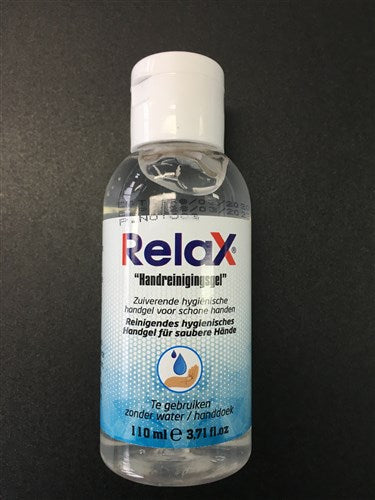 RelaX®
"Handreinigingsgel"
Zuiverende hygiënische
handgel voor schone handen
Reinigendes hygienisches
Handgel für saubere Hände
Te gebruiken
zonder water / handdoek
110 ml e 3,71 fl.oz